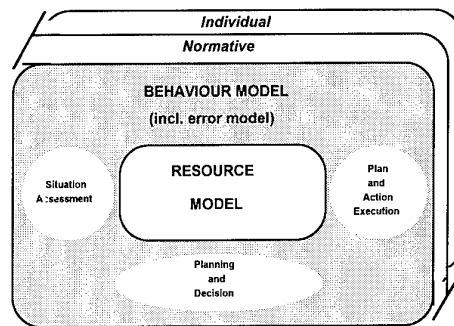 Individual
Normative
BEHAVIOUR MODEL
(incl. error model)
Situation
Assessment
RESOURCE
MODEL
Plan
and
Action
Execution
Planning
and
Decision